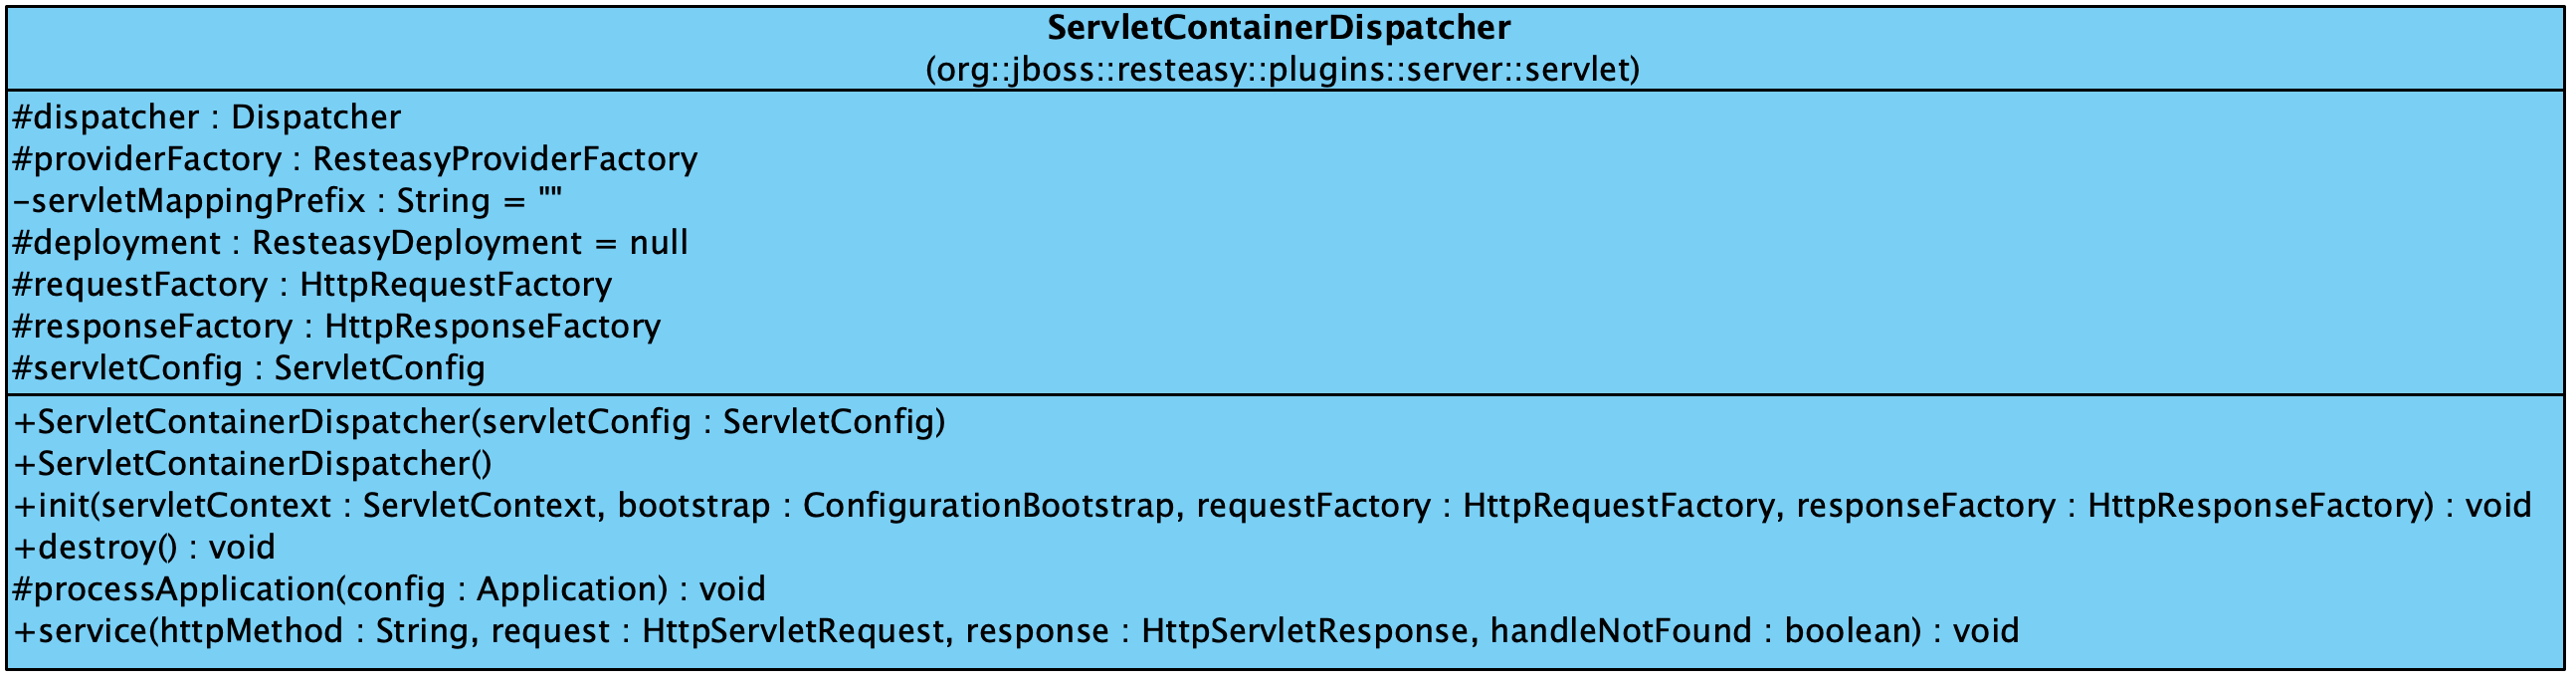 ServletContainerDispatcher
(org::jboss::resteasy::plugins::server::servlet)
#dispatcher : Dispatcher
#providerFactory : ResteasyProviderFactory
-servletMappingPrefix : String = ""
#deployment : ResteasyDeployment = null
#requestFactory : HttpRequestFactory
#responseFactory : HttpResponseFactory
#servletConfig : ServletConfig
+ServletContainerDispatcher(servletConfig : ServletConfig)
+ServletContainerDispatcher()
+init(servletContext : ServletContext, bootstrap : ConfigurationBootstrap, requestFactory : HttpRequestFactory, responseFactory : HttpResponseFactory) : void
+destroy() : void
#processApplication(config : Application) : void
+service(httpMethod : String, request : HttpServletRequest, response : HttpServletResponse, handleNotFound : boolean) : void